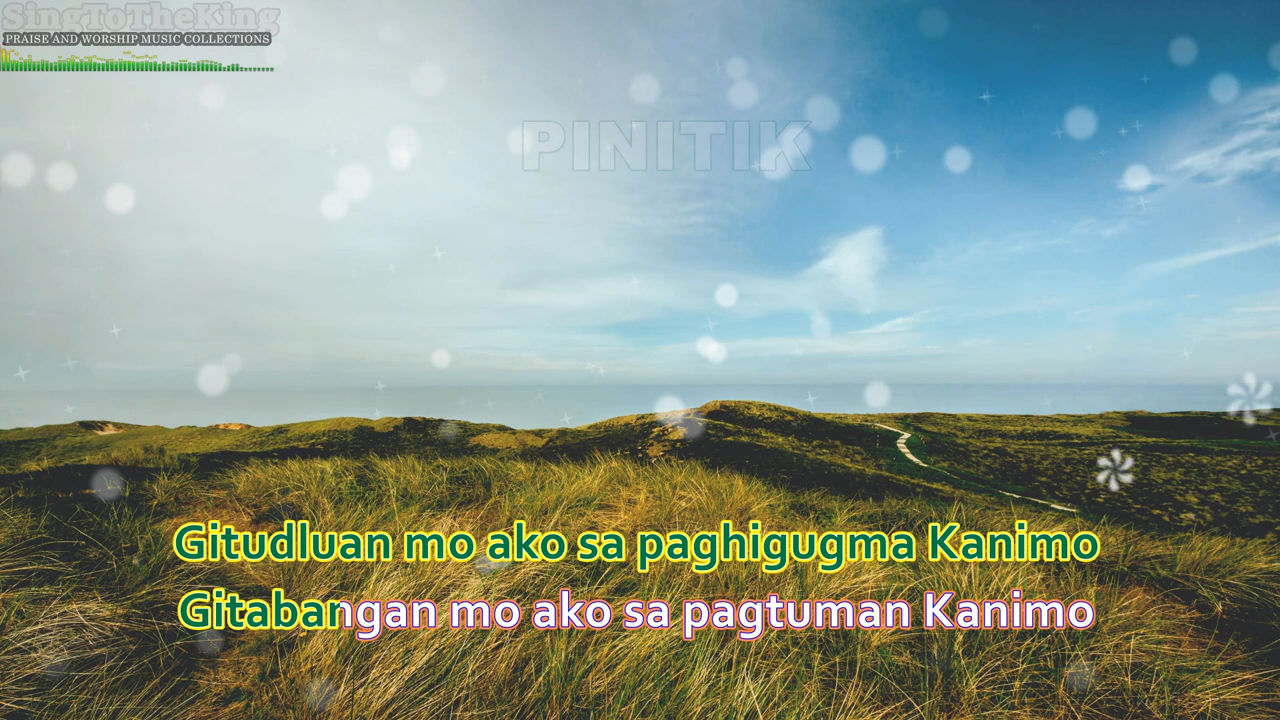 SingToTheKing
PRAISE AND WORSHIP MUSIC COLLECTIONS
PINITIK
Gitudluan mo ako sa paghigugma Kanimo
Gitabangan mo ako sa pagtuman Kanimo